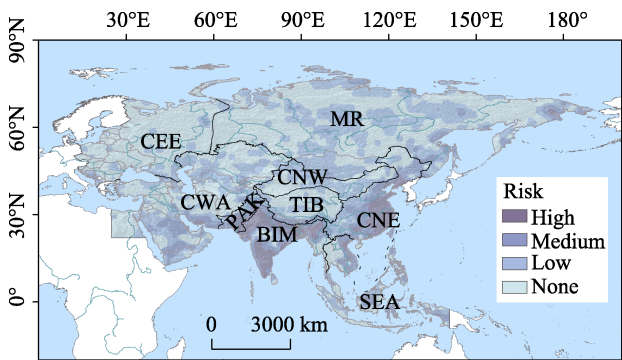 30°E 60°E 90°E 120°E 150°E 180°
90°N
60°N
30°N
0°
MR
CEE
CNW
CWA
PAK
TIB
BIM
CNE
SEA
Risk
High
Medium
Low
None
0 3000 km